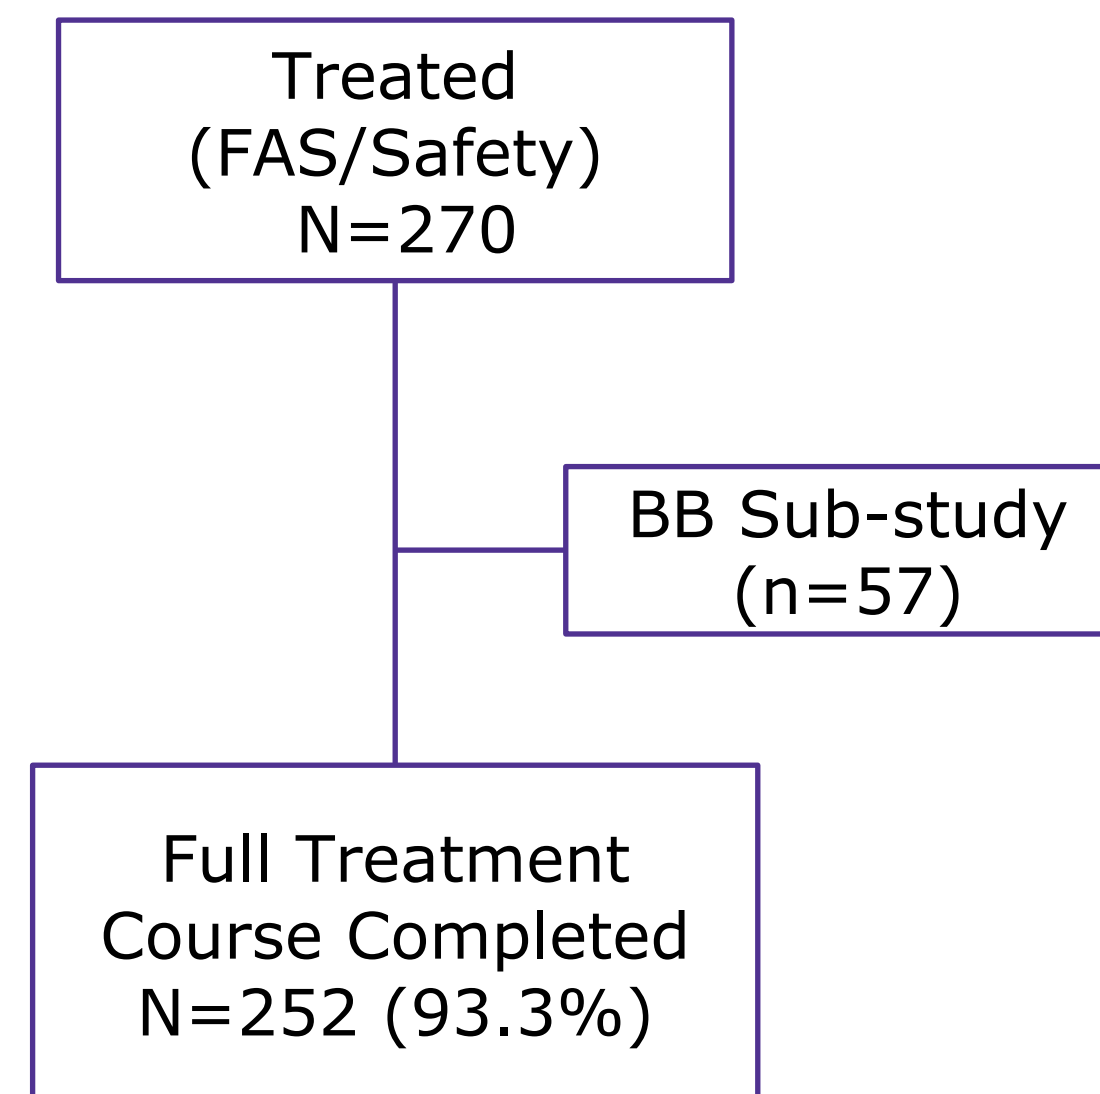 Treated
(FAS/Safety)
N=270
BB Sub-study
(n=57)
Full Treatment
Course Completed
N=252 (93.3%)